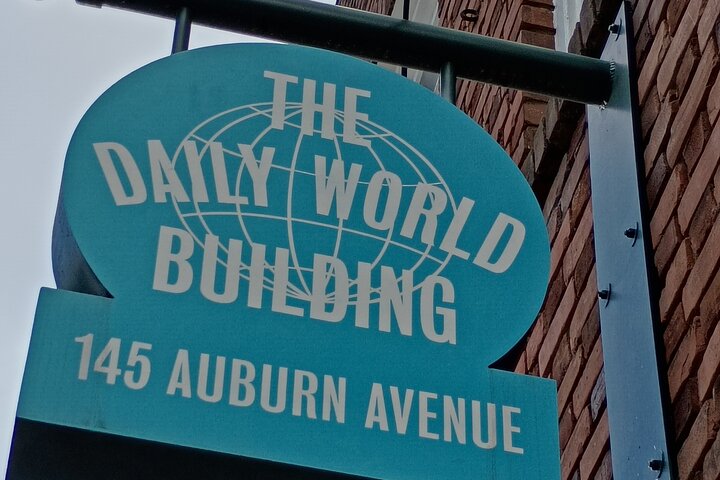 THE
DAILY WORLD
BUILDING
145 AUBURN AVENUE